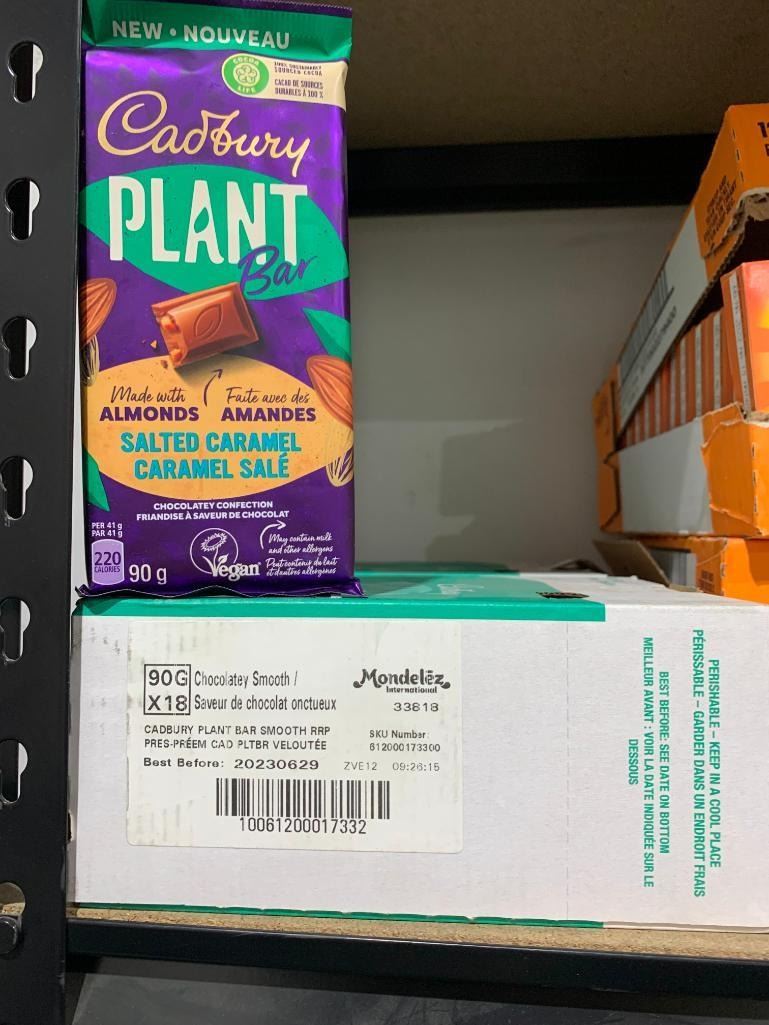 NEW • NOUVEAU
COCOA
LIFE
100% SUSTAINABLY
SOURCED COCOA
CACAO DE SOURCES
DURABLES À 100 %
Cadbury
PLANT
Bar
Made with
ALMONDS
Faite avec des
AMANDES
SALTED CARAMEL
CARAMEL SALÉ
CHOCOLATEY CONFECTION
FRIANDISE À SAVEUR DE CHOCOLAT
PER 41 g
PAR 41 g
220
CALORIES
90 g
Vegan
May contain milk
and other allergens
Peut contenir du lait
et d'autres allergènes
90G
X18
Chocolatey Smooth /
Saveur de chocolat onctueux
Mondelēz
International
33818
CADBURY PLANT BAR SMOOTH RRP
PRES-PRÉEM CAD PLTBR VELOUTÉE
SKU Number:
612000173300
Best Before: 20230629
ZVE12 09:26:15
10061200017332
PERISHABLE – KEEP IN A COOL PLACE
PÉRISSABLE – GARDER DANS UN ENDROIT FRAIS
BEST BEFORE: SEE DATE ON BOTTOM
MEILLEUR AVANT : VOIR LA DATE INDIQUÉE SUR LE
DESSOUS